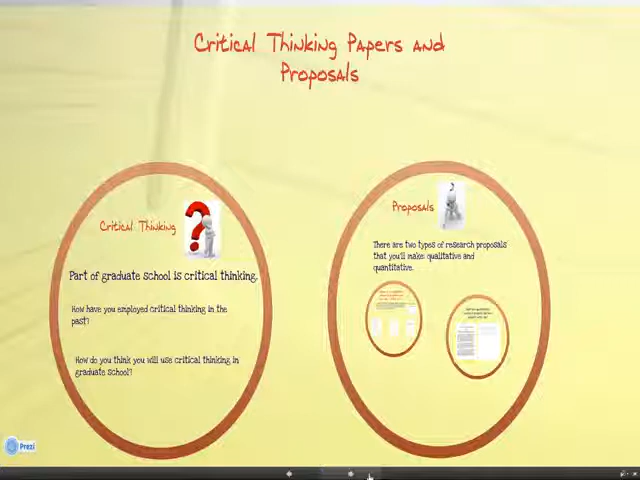 Critical Thinking Papers and
Proposals
Critical Thinking
Part of graduate school is critical thinking.
How have you employed critical thinking in the
past?
How do you think you will use critical thinking in
graduate school?
Proposals
There are two types of research proposals
that you'll make: qualitative and
quantitative.
Prezi